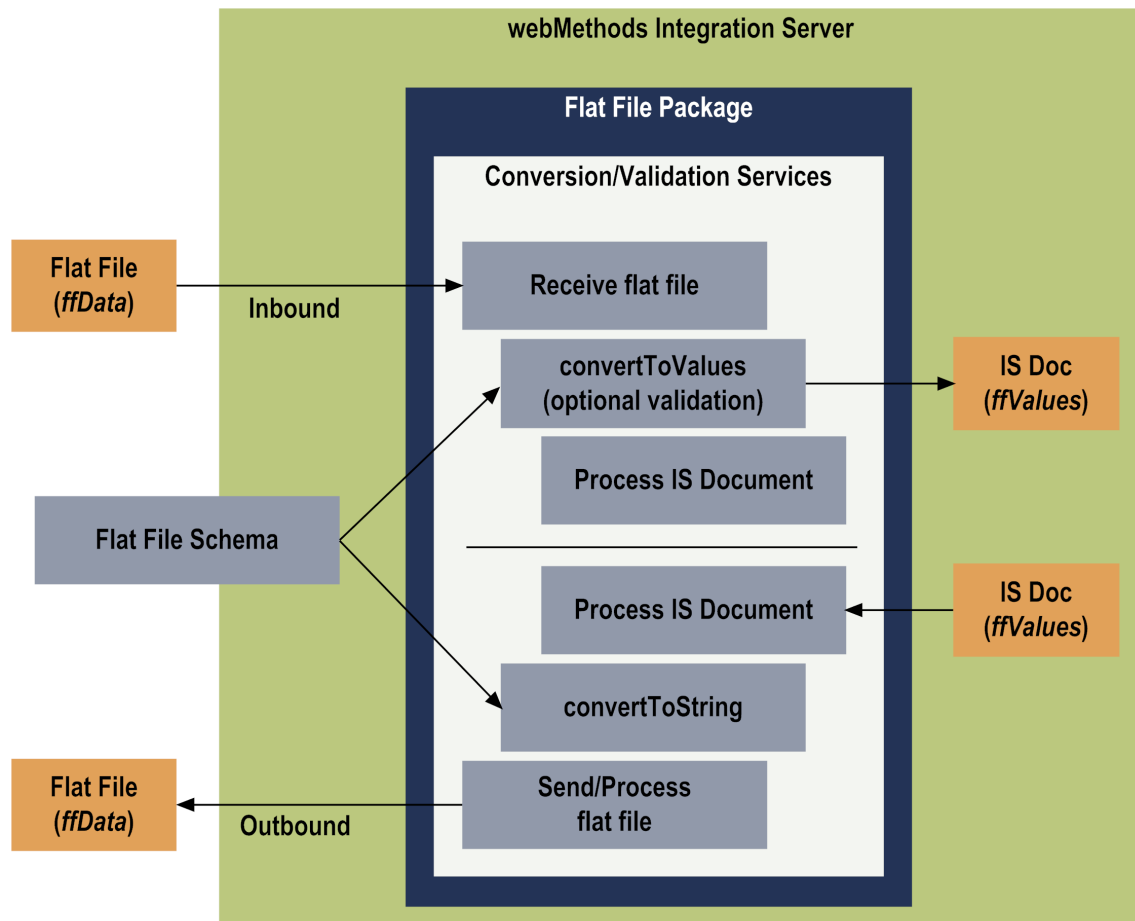 webMethods Integration Server
Flat File Package
Conversion/Validation Services
Flat File
(ffData)
Inbound
Receive flat file
convertToValues
(optional validation)
IS Doc
(ffValues)
Process IS Document
Flat File Schema
Process IS Document
IS Doc
(ffValues)
convertToString
Flat File
(ffData)
Outbound
Send/Process
flat file